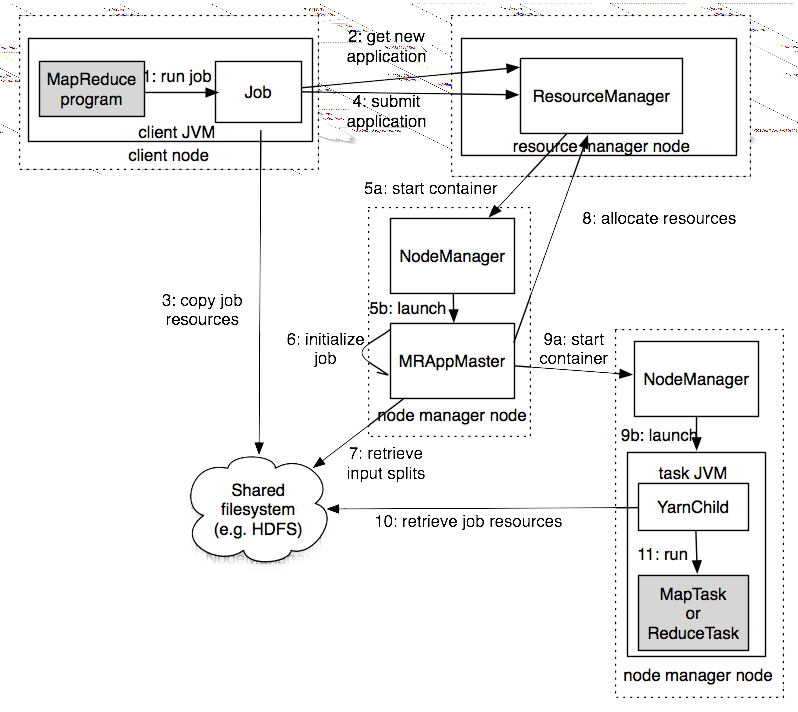 2: get new
application
MapReduce
program
1: run job
Job
ResourceManager
4: submit
application
client JVM
client node
resource manager node
5a: start container
8: allocate resources
NodeManager
3: copy job
resources
5b: launch
6: initialize
job
MRAppMaster
9a: start
container
NodeManager
node manager node
9b: launch
7: retrieve
input splits
task JVM
Shared
filesystem
(e.g. HDFS)
YarnChild
10: retrieve job resources
11: run
MapTask
or
ReduceTask
node manager node